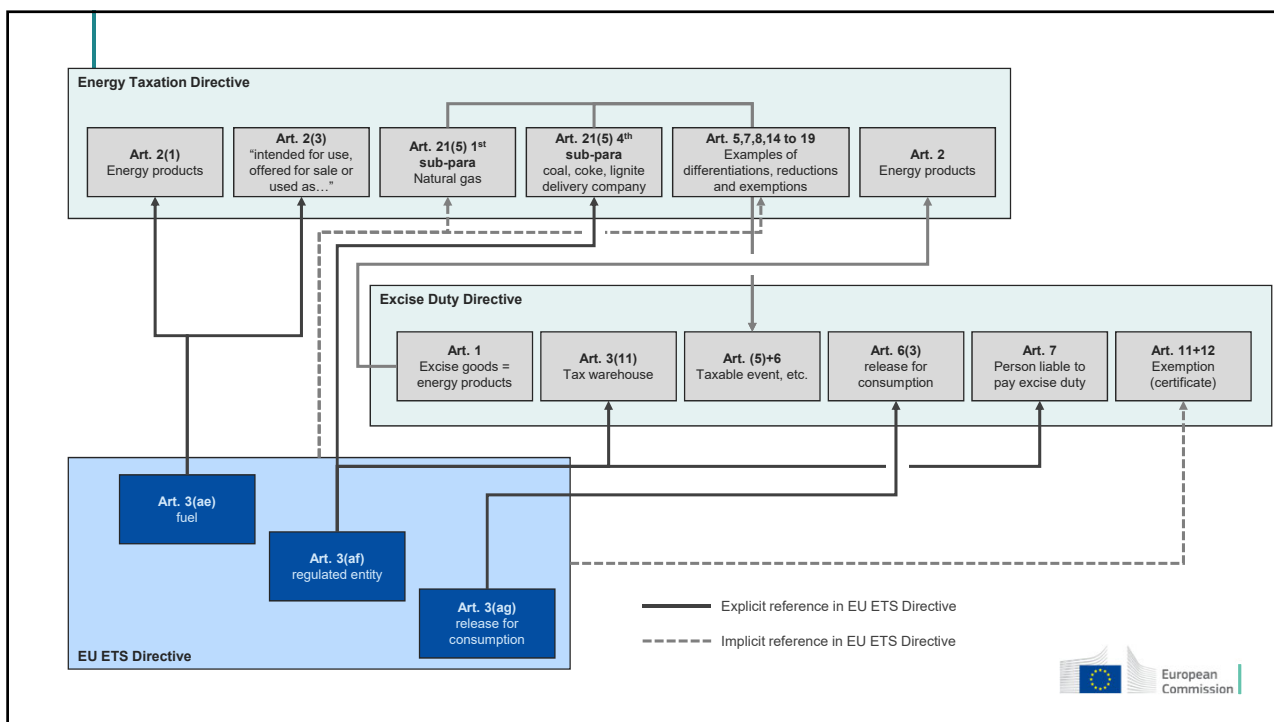 Energy Taxation Directive
Art. 2(1)
Energy products
Art. 2(3)
“intended for use,
offered for sale or
used as…”
Art. 21(5) 1st
sub-para
Natural gas
Art. 21(5) 4th
sub-para
coal, coke, lignite
delivery company
Art. 5,7,8,14 to 19
Examples of
differentiations, reductions
and exemptions
Art. 2
Energy products
Excise Duty Directive
Art. 1
Excise goods =
energy products
Art. 3(11)
Tax warehouse
Art. (5)+6
Taxable event, etc.
Art. 6(3)
release for
consumption
Art. 7
Person liable to
pay excise duty
Art. 11+12
Exemption
(certificate)
Art. 3(ae)
fuel
Art. 3(af)
regulated entity
Art. 3(ag)
release for
consumption
EU ETS Directive
Explicit reference in EU ETS Directive
Implicit reference in EU ETS Directive
European
Commission